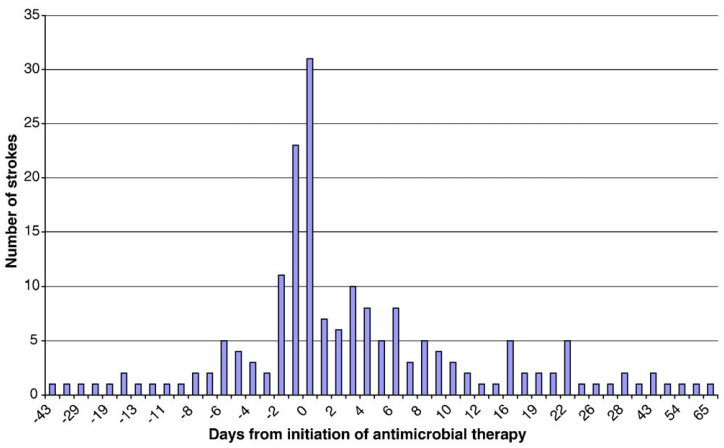 35
30
25
20
15
10
5
0
Number of strokes
-43 -29 -19 -13 -11 -8 -6 -4 -2 0 2 4 6 8 10 12 16 19 22 26 28 43 54 65
Days from initiation of antimicrobial therapy